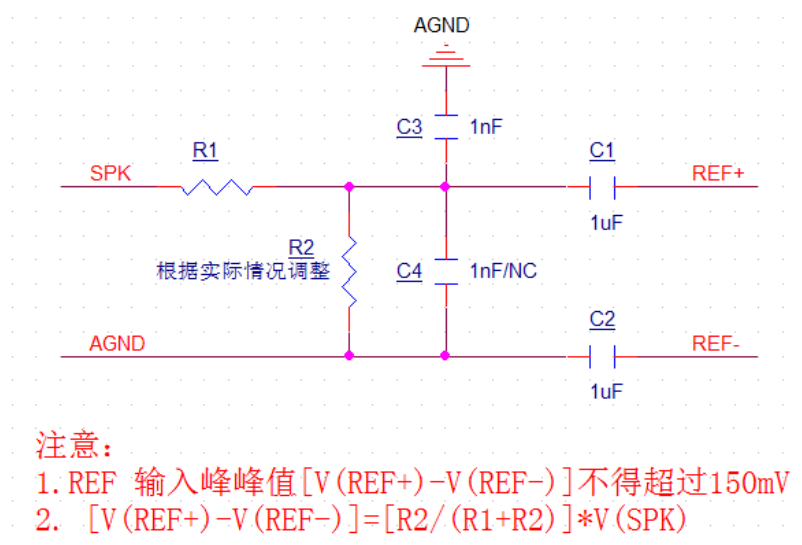 AGND
C3 1nF
R1
C1
SPK
REF+
1uF
R2
根据实际情况调整
C4 1nF/NC
C2
AGND
REF-
1uF
注意:
1.REF 输入峰峰值[V(REF+)-V(REF-)]不得超过150mV
2. [V(REF+)-V(REF-)]=[R2/(R1+R2)]*V(SPK)